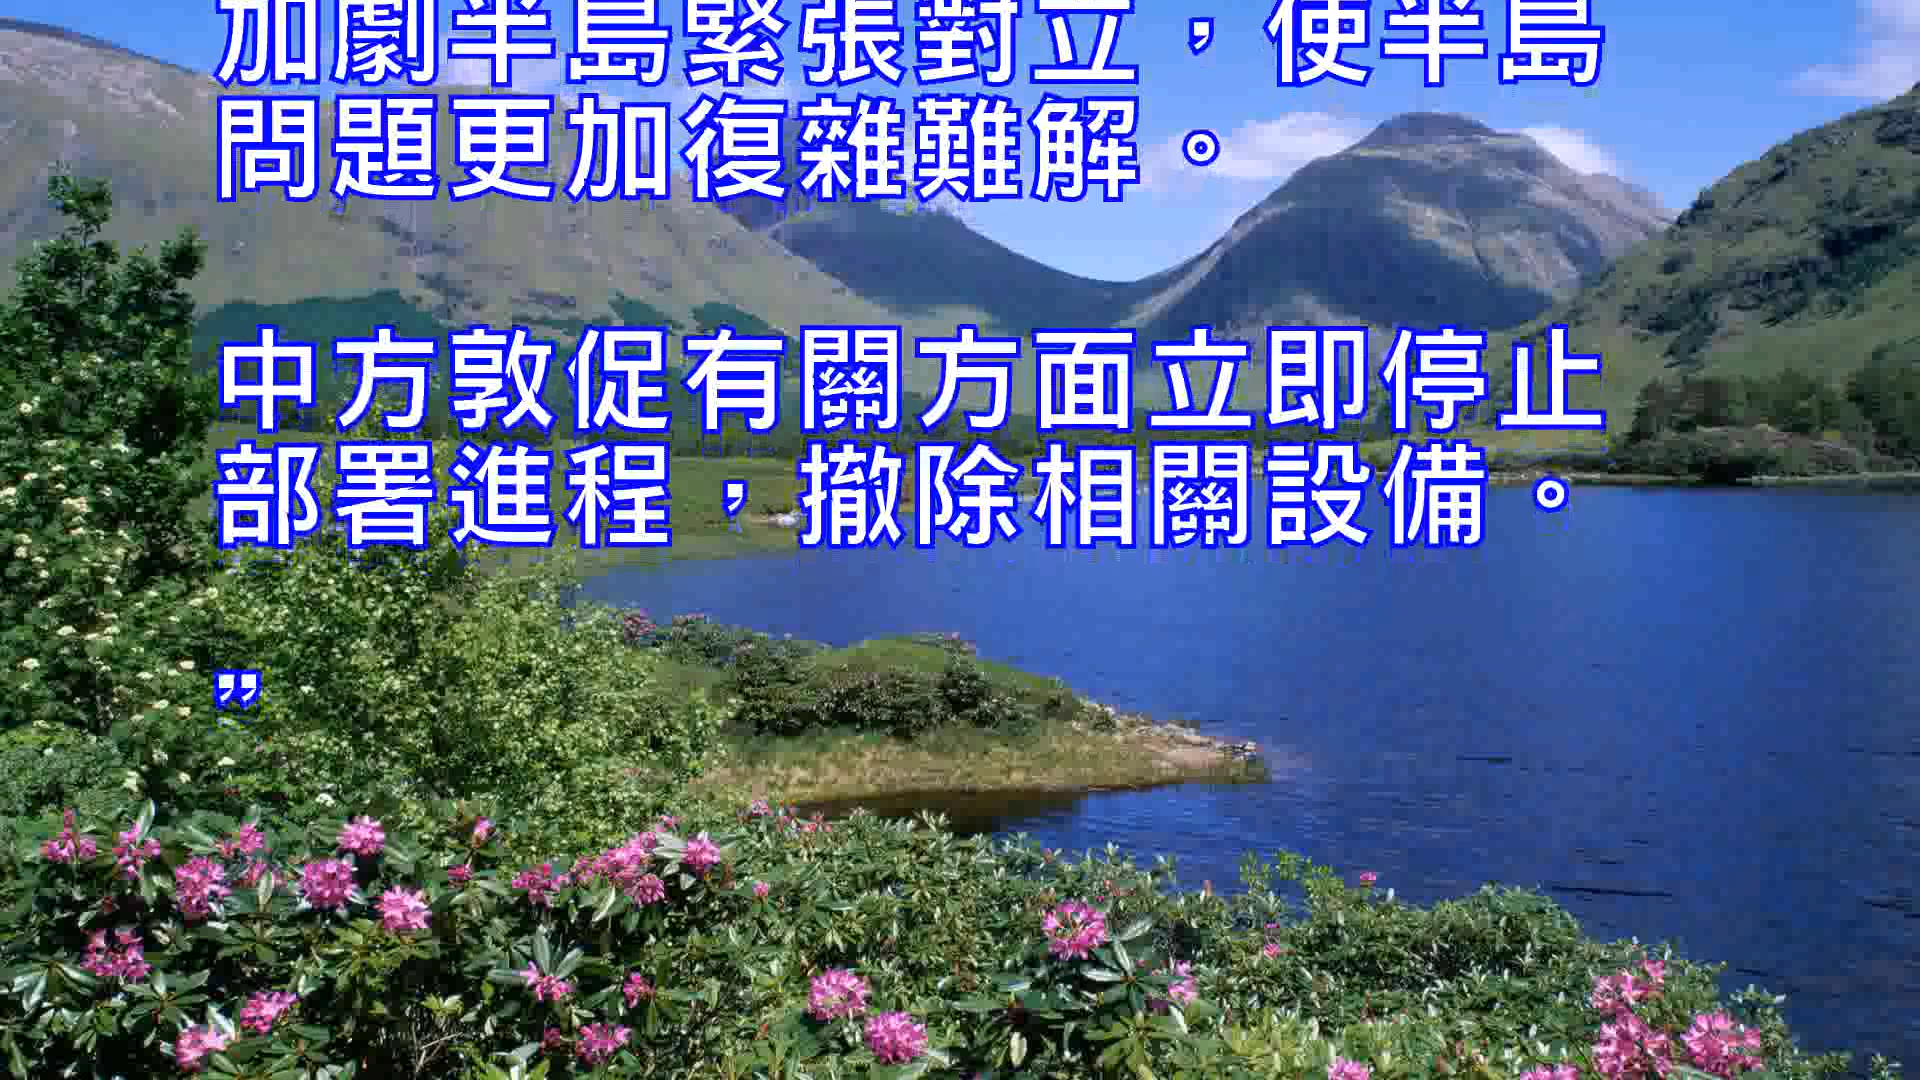 加劇半島緊張對立，使半島
問題更加復雜難解。
中方敦促有關方面立即停止
部署進程，撤除相關設備。
”